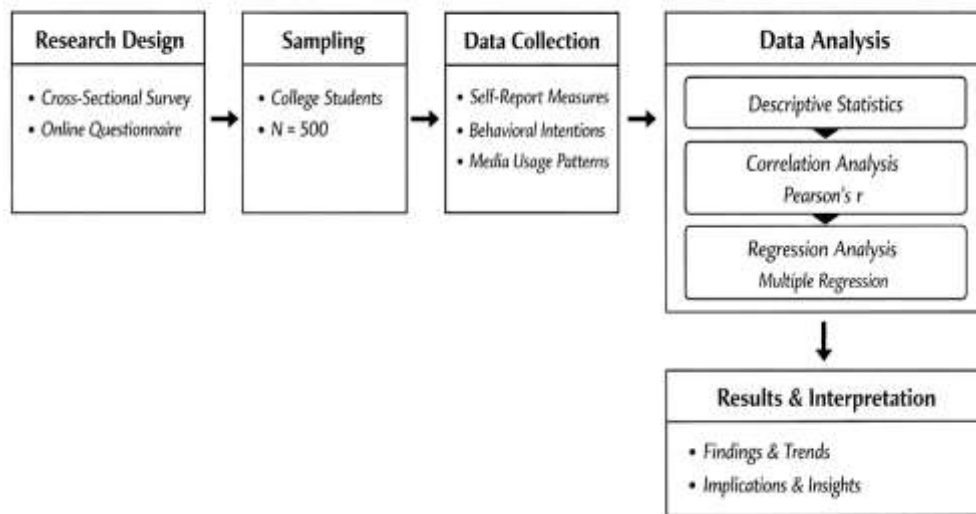 Research Design
• Cross-Sectional Survey
• Online Questionnaire
Sampling
• College Students
• N = 500
Data Collection
• Self-Report Measures
• Behavioral Intentions
• Media Usage Patterns
Data Analysis
Descriptive Statistics
Correlation Analysis
Pearson's r
Regression Analysis
Multiple Regression
Results & Interpretation
• Findings & Trends
• Implications & Insights